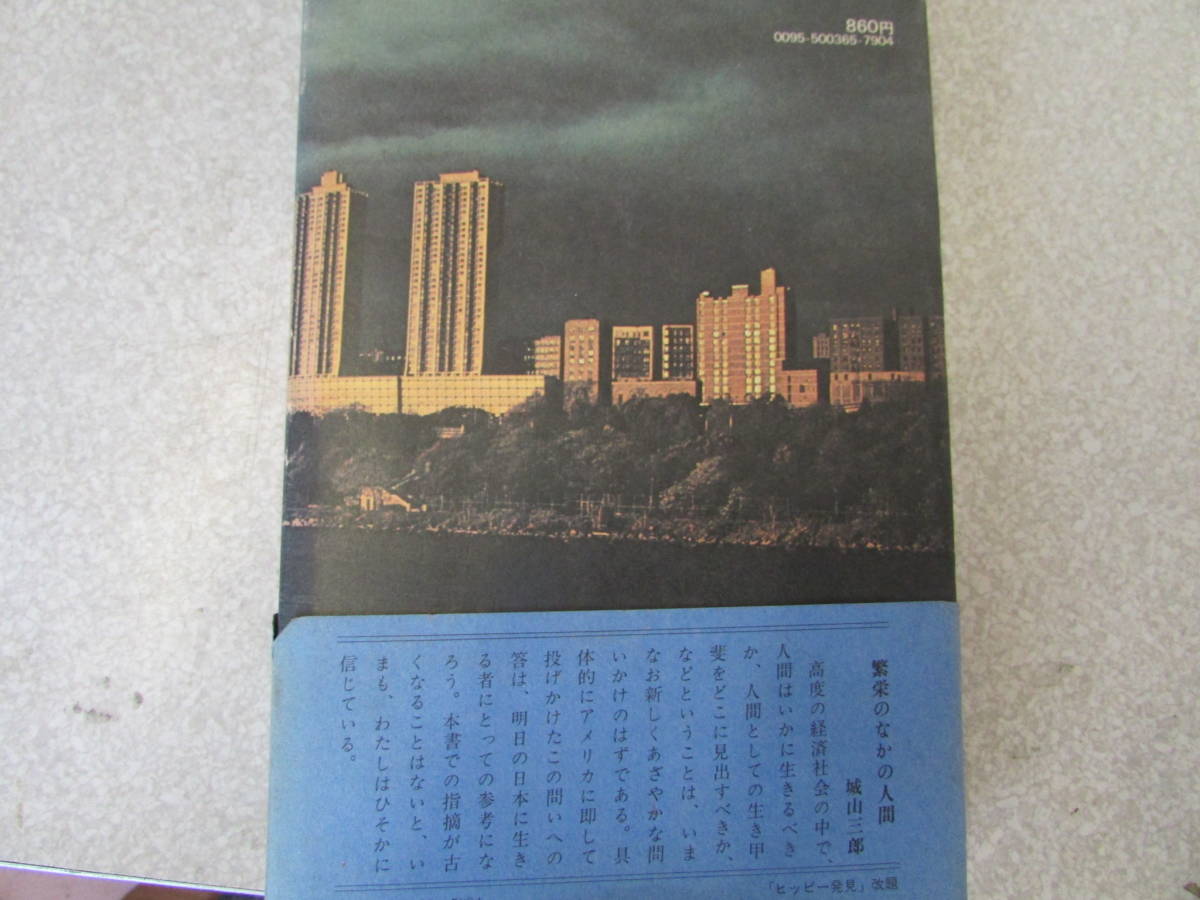 860円
0095-500365-7904
繁栄のなかの人間
城山三郎
高度の経済社会の中で、
人間はいかに生きるべき
か、人間としての生き甲
斐をどこに見出すべきか、
などということは、いま
なお新しくあざやかな問
いかけのはずである。具
体的にアメリカに即して
投げかけたこの問いへの
答は、明日の日本に生き
る者にとっての参考にな
ろう。本書での指摘が古
くなることはないと、い
まも、わたしはひそかに
信じている。
「ヒッピー発見」改題